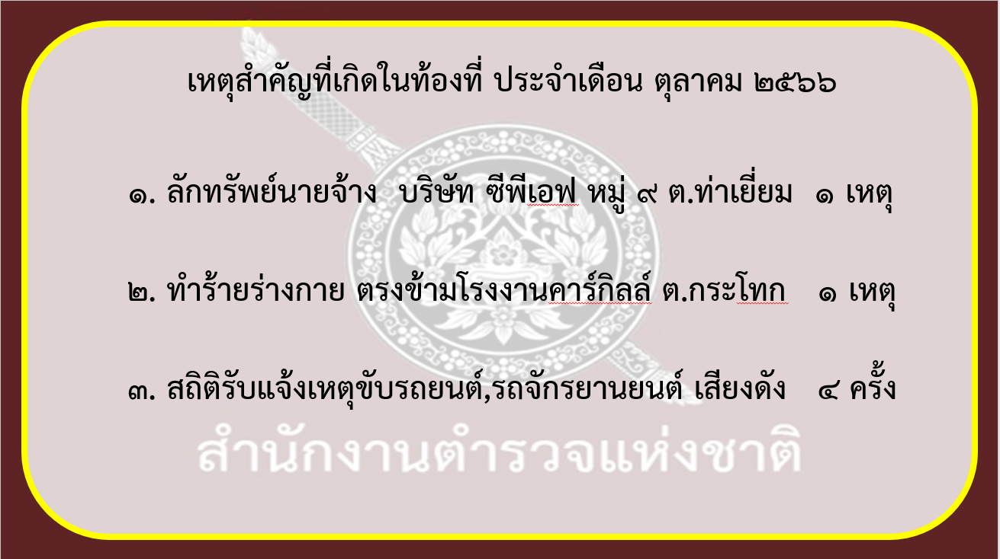 เหตุสำคัญที่เกิดในท้องที่ ประจำเดือน ตุลาคม ๒๕๖๖
๑. ลักทรัพย์นายจ้าง บริษัท ซีพีเอฟ หมู่ ๙ ต.ท่าเยี่ยม ๑ เหตุ
๒. ทำร้ายร่างกาย ตรงข้ามโรงงานคาร์กิลล์ ต.กระโทก ๑ เหตุ
๓. สถิติรับแจ้งเหตุขับรถยนต์,รถจักรยานยนต์ เสียงดัง ๔ ครั้ง
สำนักงานตำรวจแห่งชาติ